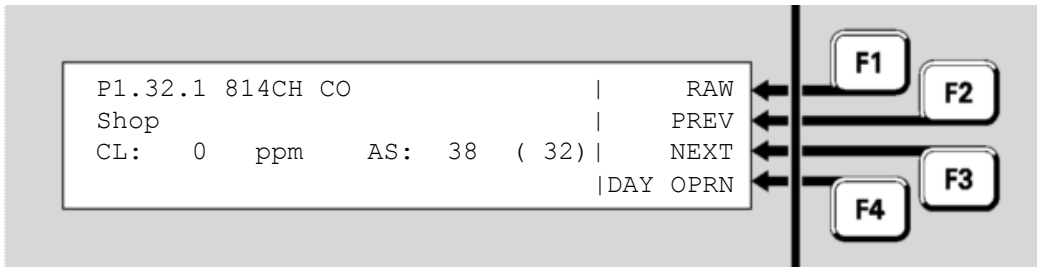 P1.32.1 814CH CO | RAW
Shop | PREV
CL: 0 ppm AS: 38 ( 32)| NEXT
|DAY OPRN
F1
F2
F3
F4